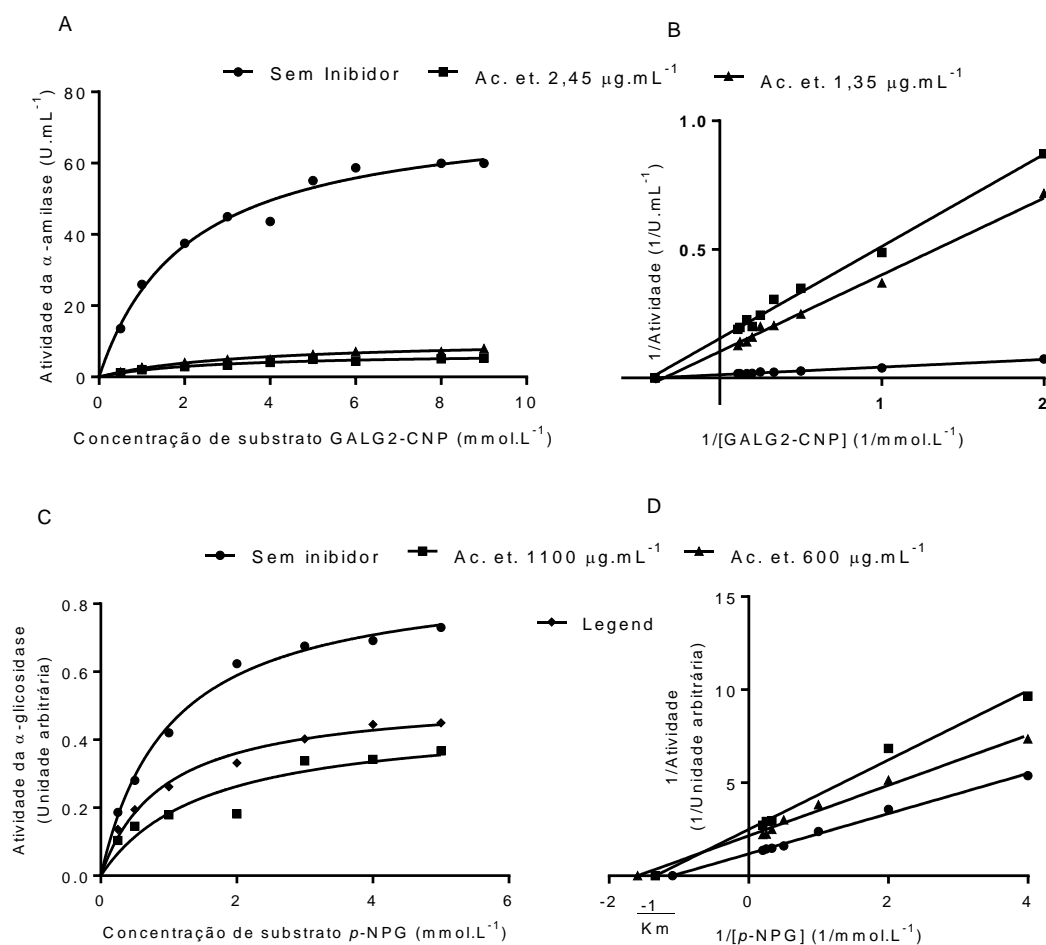 A
B
Sem Inibidor
Ac. et. 2,45 μg.mL⁻¹
Ac. et. 1,35 μg.mL⁻¹
Atividade da α-amilase (U.mL⁻¹)
80
60
40
20
0
0 2 4 6 8 10
Concentração de substrato GALG2-CNP (mmol.L⁻¹)
1/Atividade (1/U.mL⁻¹)
1.0
0.5
1 2
1/[GALG2-CNP] (1/mmol.L⁻¹)
C
D
Sem inibidor
Ac. et. 1100 μg.mL⁻¹
Ac. et. 600 μg.mL⁻¹
Legend
Atividade da α-glicosidase
(Unidade arbitrária)
0.8
0.6
0.4
0.2
0.0
0 2 4 6
Concentração de substrato p-NPG (mmol.L⁻¹)
1/Atividade
(1/Unidade arbitrária)
15
10
5
-2 0 2 4
-1
Km
1/[p-NPG] (1/mmol.L⁻¹)